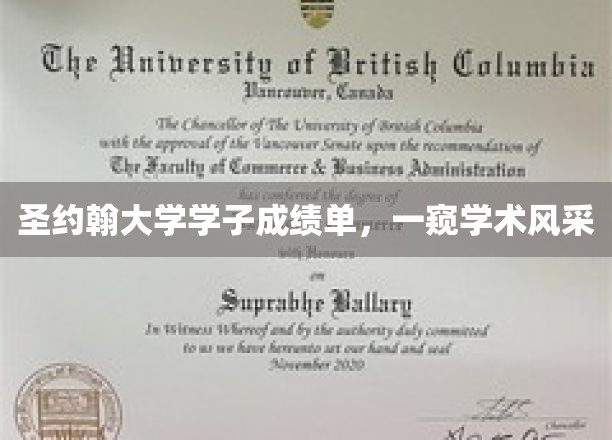 The University of British Columbia
Vancouver, Canada
The Chancellor of The University of British Columbia
with the approval of the Vancouver Senate upon the recommendation of
The Faculty of Commerce & Business Administration
has conferred the degree of
圣约翰大学学子成绩单，一窥学术风采
with Honours
on
Suprabhe Ballary
In Witness Whereof and by the authority duly committed
to us we have hereunto set our hand and seal
November 2020
Chancellor